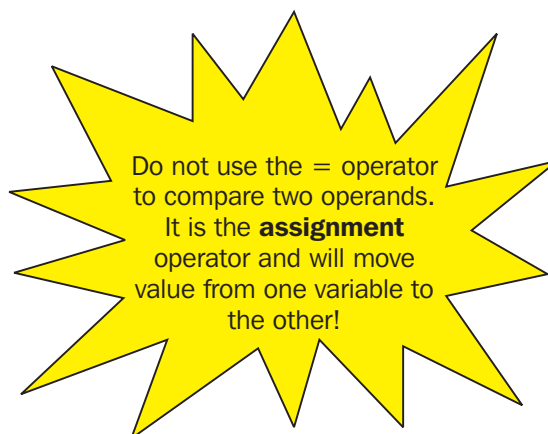 Do not use the = operator
to compare two operands.
It is the assignment
operator and will move
value from one variable to
the other!